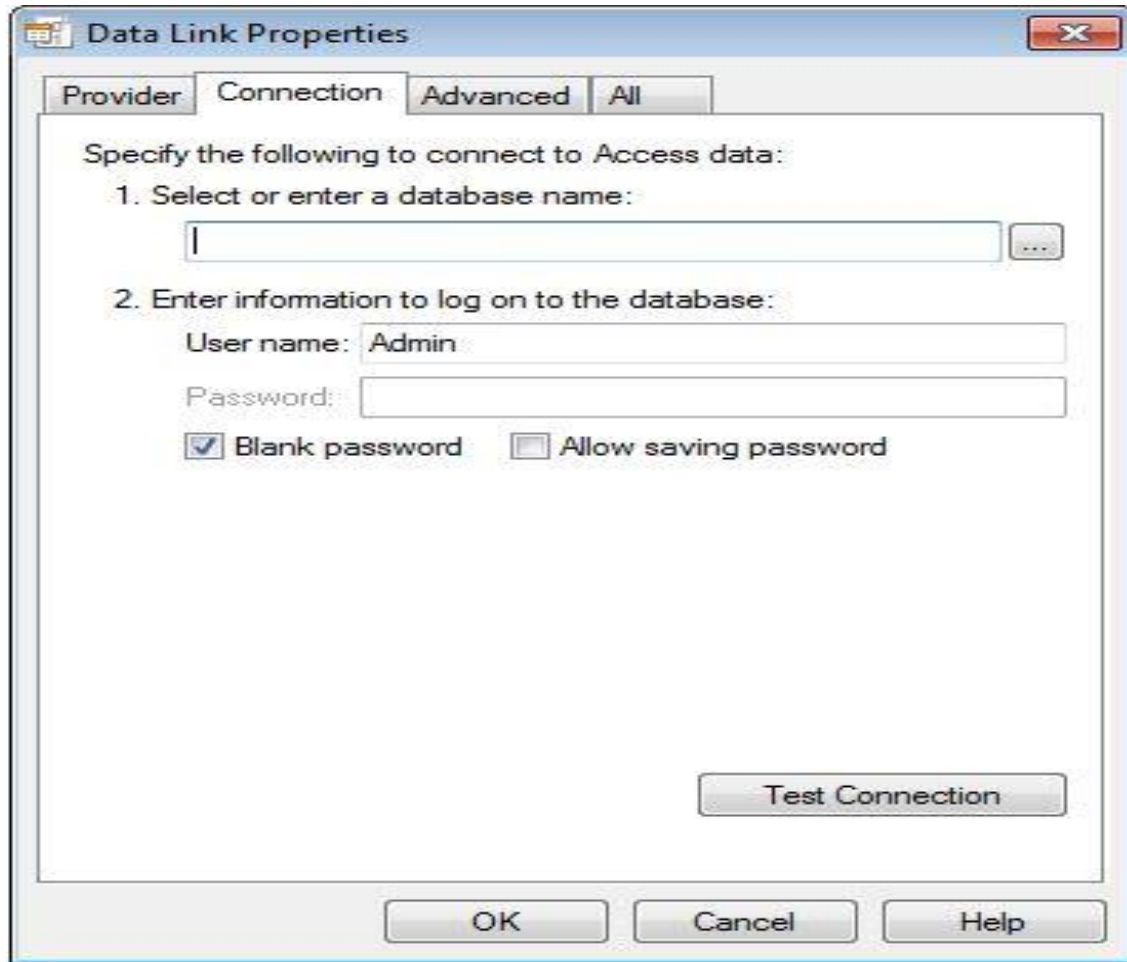 Data Link Properties
Provider Connection Advanced All
Specify the following to connect to Access data:
1. Select or enter a database name:
...
2. Enter information to log on to the database:
User name: Admin
Password:
Blank password Allow saving password
Test Connection
OK Cancel Help